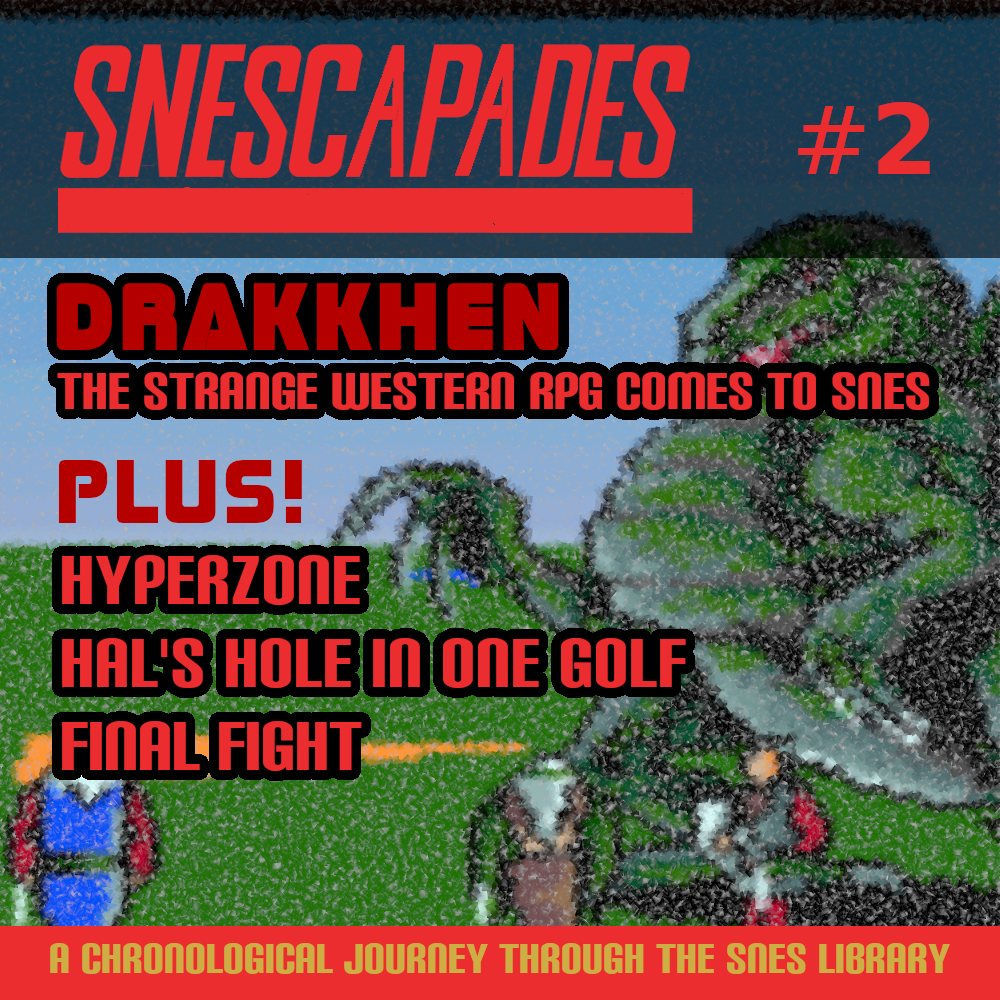 SNESCAPADES
#2
DRAKKHEN
THE STRANGE WESTERN RPG COMES TO SNES
PLUS!
HYPERZONE
HAL'S HOLE IN ONE GOLF
FINAL FIGHT
A CHRONOLOGICAL JOURNEY THROUGH THE SNES LIBRARY